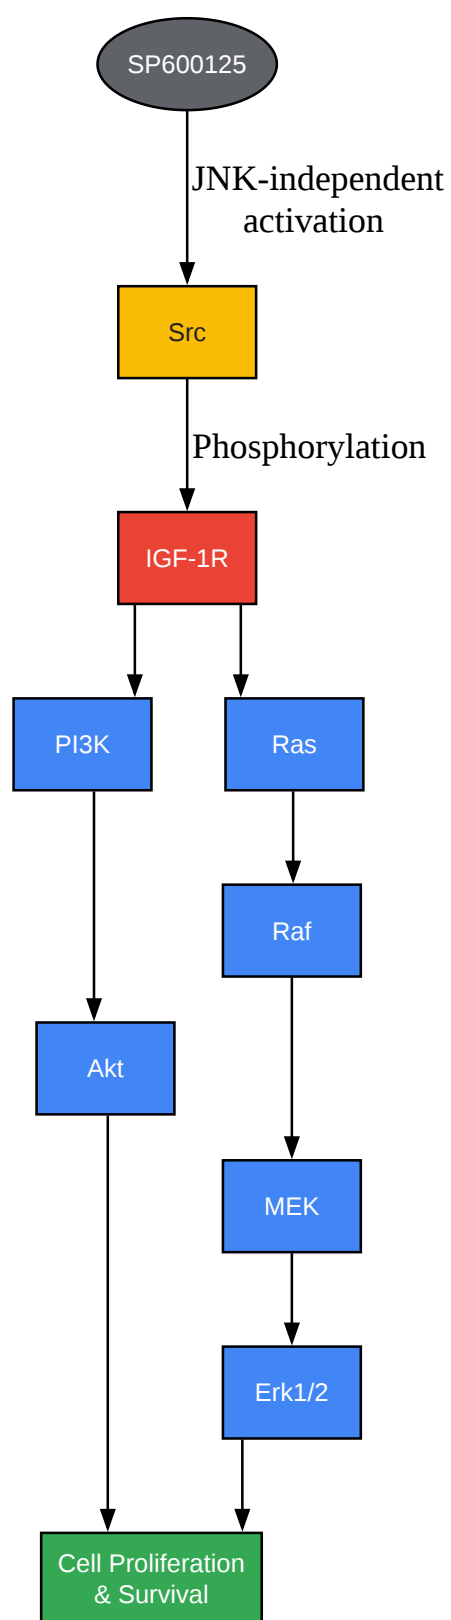 SP600125
JNK-independent
activation
Src
Phosphorylation
IGF-1R
PI3K
Ras
Raf
Akt
MEK
Erk1/2
Cell Proliferation
& Survival